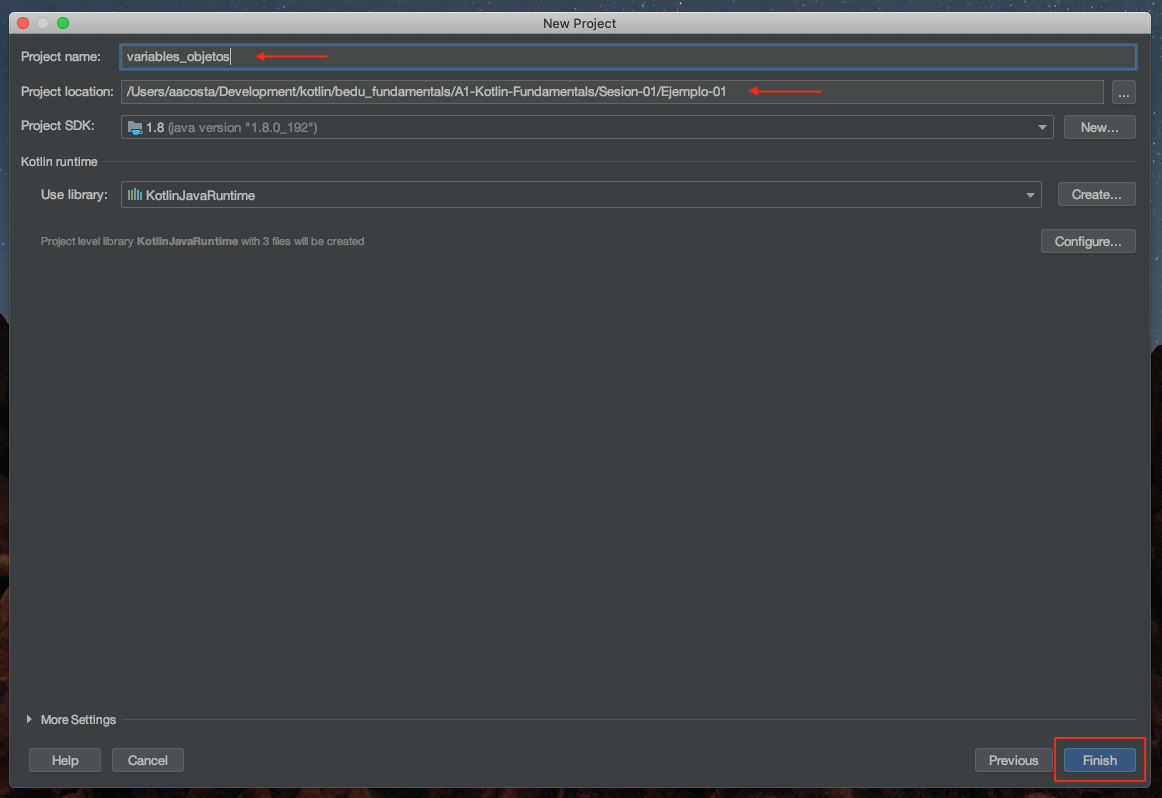 New Project
Project name: variables_objetos
Project location: /Users/aacosta/Development/kotlin/bedu_fundamentals/A1-Kotlin-Fundamentals/Sesion-01/Ejemplo-01 ...
Project SDK: 1.8 (java version "1.8.0_192") New...
Kotlin runtime
Use library: KotlinJavaRuntime Create...
Project level library KotlinJavaRuntime with 3 files will be created Configure...
More Settings
Help Cancel Previous Finish